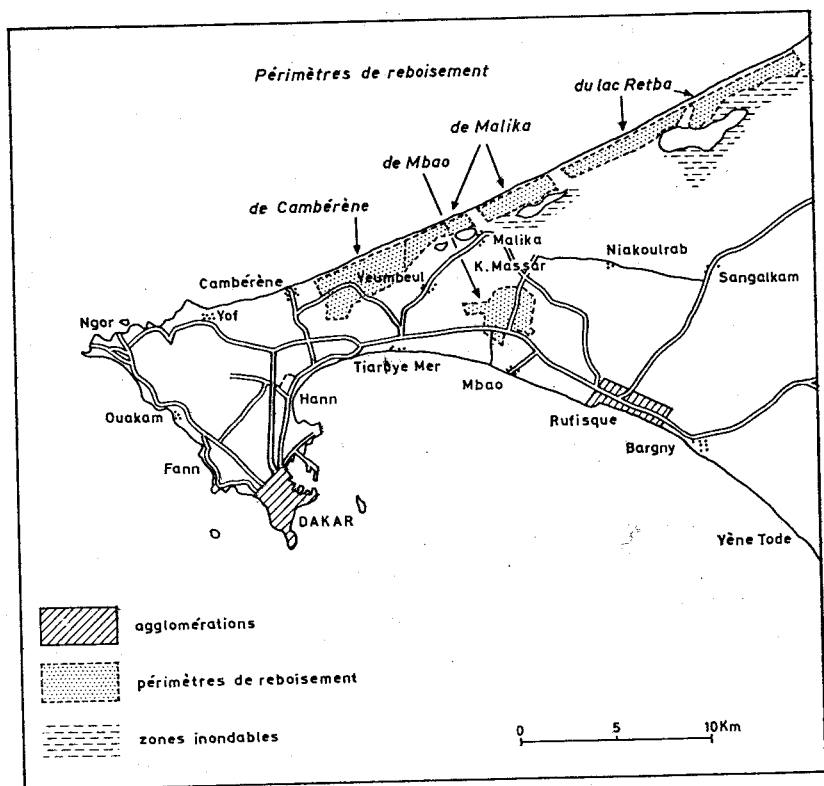 Périmètres de reboisement
du lac Retba
de Malika
de Mbao
de Cambérène
Malika
Niakoulrab
K. Massar
Sangalkam
Yeumbeul
Cambérène
Yof
Ngor
Tiaroye Mer
Mbao
Hann
Ouakam
Rufisque
Bargny
Fann
DAKAR
Yène Tode
agglomérations
périmètres de reboisement
zones inondables
0 5 10Km